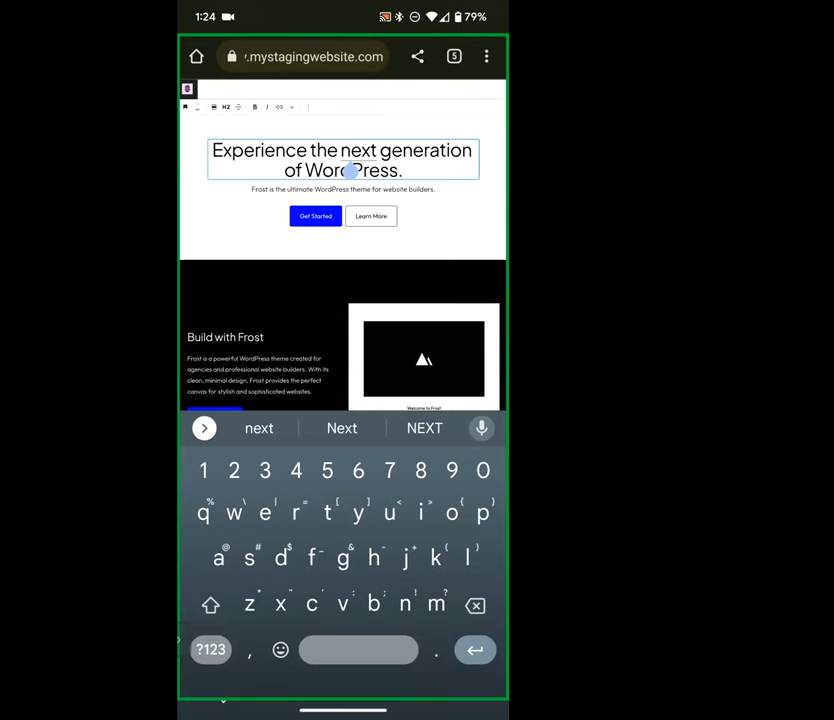 1:24
79%
.mystagingwebsite.com
5
H2
B
I
Experience the next generation
of WordPress.
Frost is the ultimate WordPress theme for website builders.
Get Started
Learn More
Build with Frost
Frost is a powerful WordPress theme created for
agencies and professional website builders. With its
clean, minimal design, Frost provides the perfect
canvas for stylish and sophisticated websites.
Welcome to Frost
next
Next
NEXT
1 2 3 4 5 6 7 8 9 0
% \ | = [ ] < > { }
q w e r t y u i o p
@ # $ _ & - + ( )
a s d f g h j k l
* " ' : ; ! ?
z x c v b n m
?123
,
.